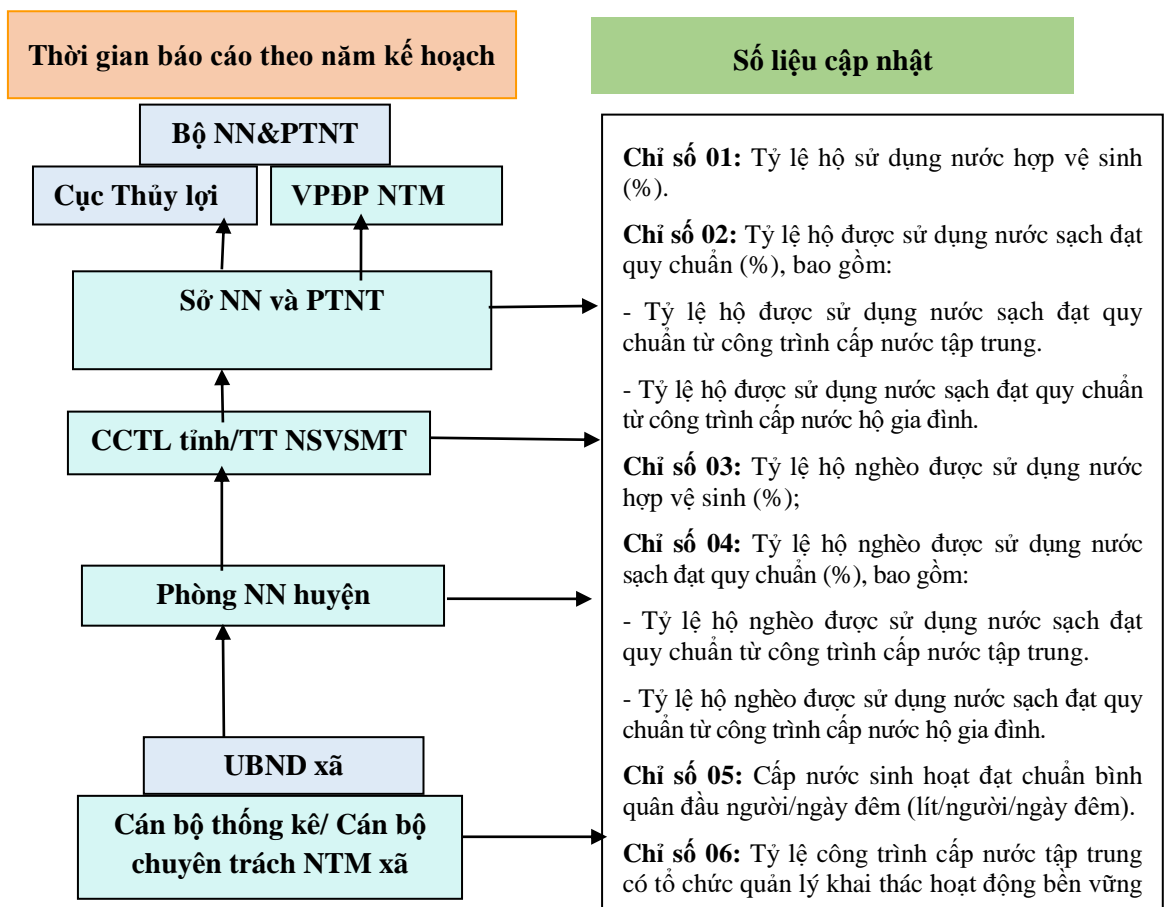 Thời gian báo cáo theo năm kế hoạch
Số liệu cập nhật
Bộ NN&PTNT
Cục Thủy lợi
VPĐP NTM
Sở NN và PTNT
CCTL tỉnh/TT NSVSMT
Phòng NN huyện
UBND xã
Cán bộ thống kê/ Cán bộ
chuyên trách NTM xã
Chỉ số 01: Tỷ lệ hộ sử dụng nước hợp vệ sinh
(%).
Chỉ số 02: Tỷ lệ hộ được sử dụng nước sạch đạt
quy chuẩn (%), bao gồm:
- Tỷ lệ hộ được sử dụng nước sạch đạt quy
chuẩn từ công trình cấp nước tập trung.
- Tỷ lệ hộ được sử dụng nước sạch đạt quy chuẩn
từ công trình cấp nước hộ gia đình.
Chỉ số 03: Tỷ lệ hộ nghèo được sử dụng nước
hợp vệ sinh (%);
Chỉ số 04: Tỷ lệ hộ nghèo được sử dụng nước
sạch đạt quy chuẩn (%), bao gồm:
- Tỷ lệ hộ nghèo được sử dụng nước sạch đạt
quy chuẩn từ công trình cấp nước tập trung.
- Tỷ lệ hộ nghèo được sử dụng nước sạch đạt quy
chuẩn từ công trình cấp nước hộ gia đình.
Chỉ số 05: Cấp nước sinh hoạt đạt chuẩn bình
quân đầu người/ngày đêm (lít/người/ngày đêm).
Chỉ số 06: Tỷ lệ công trình cấp nước tập trung
có tổ chức quản lý khai thác hoạt động bền vững